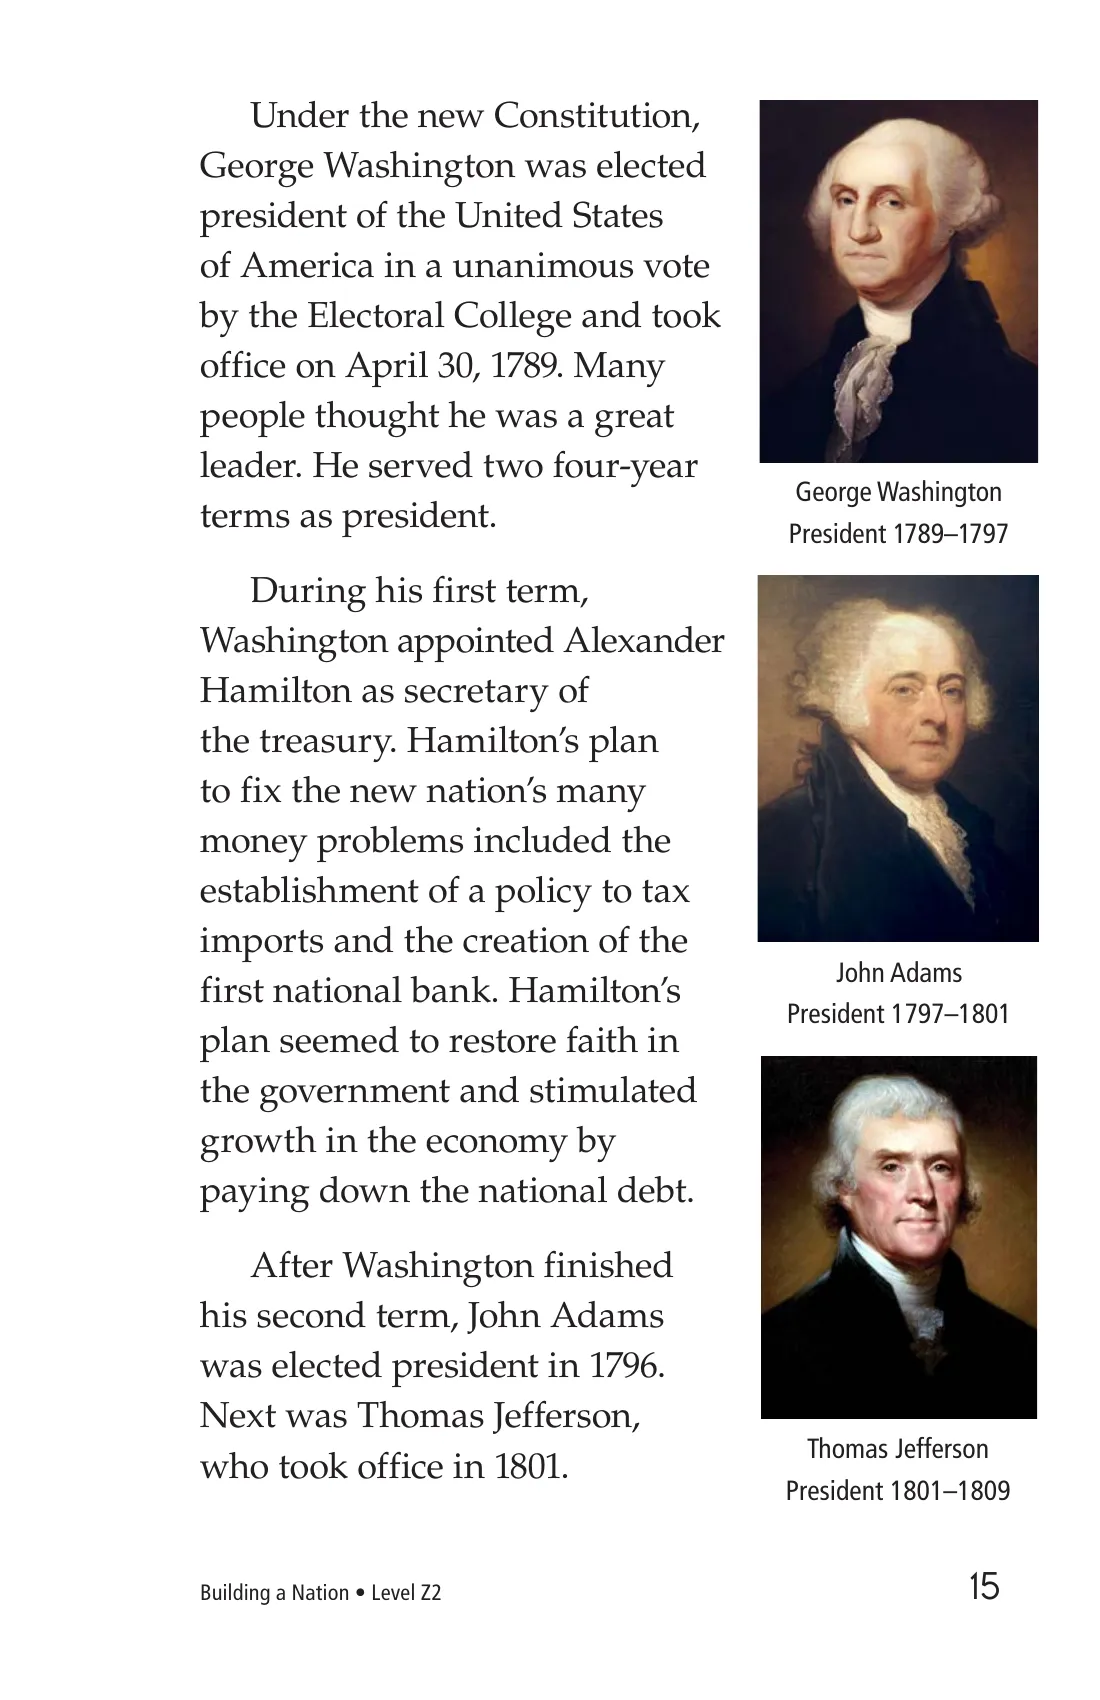 Under the new Constitution,
George Washington was elected
president of the United States
of America in a unanimous vote
by the Electoral College and took
office on April 30, 1789. Many
people thought he was a great
leader. He served two four-year
terms as president.
During his first term,
Washington appointed Alexander
Hamilton as secretary of
the treasury. Hamilton’s plan
to fix the new nation’s many
money problems included the
establishment of a policy to tax
imports and the creation of the
first national bank. Hamilton’s
plan seemed to restore faith in
the government and stimulated
growth in the economy by
paying down the national debt.
After Washington finished
his second term, John Adams
was elected president in 1796.
Next was Thomas Jefferson,
who took office in 1801.
George Washington
President 1789–1797
John Adams
President 1797–1801
Thomas Jefferson
President 1801–1809
Building a Nation • Level Z2
15